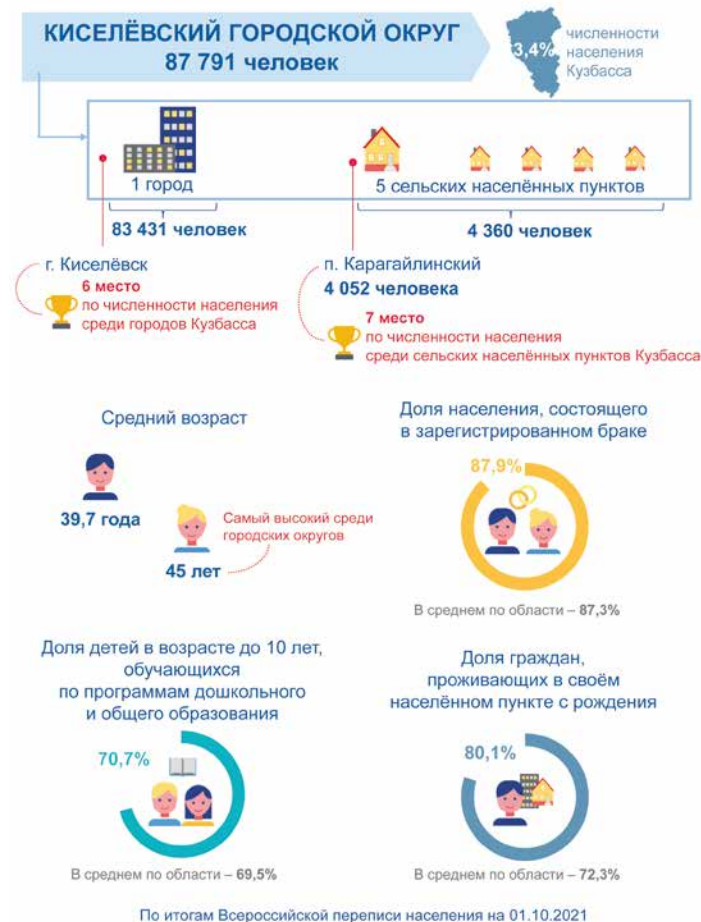 КИСЕЛЁВСКИЙ ГОРОДСКОЙ ОКРУГ
87 791 человек
3,4%
численности
населения
Кузбасса
1 город
5 сельских населённых пунктов
83 431 человек
4 360 человек
г. Киселёвск
6 место
по численности населения
среди городов Кузбасса
п. Карагайлинский
4 052 человека
7 место
по численности населения
среди сельских населённых пунктов Кузбасса
Средний возраст
39,7 года
Самый высокий среди
городских округов
45 лет
Доля населения, состоящего
в зарегистрированном браке
87,9%
В среднем по области – 87,3%
Доля детей в возрасте до 10 лет,
обучающихся
по программам дошкольного
и общего образования
70,7%
В среднем по области – 69,5%
Доля граждан,
проживающих в своём
населённом пункте с рождения
80,1%
В среднем по области – 72,3%
По итогам Всероссийской переписи населения на 01.10.2021